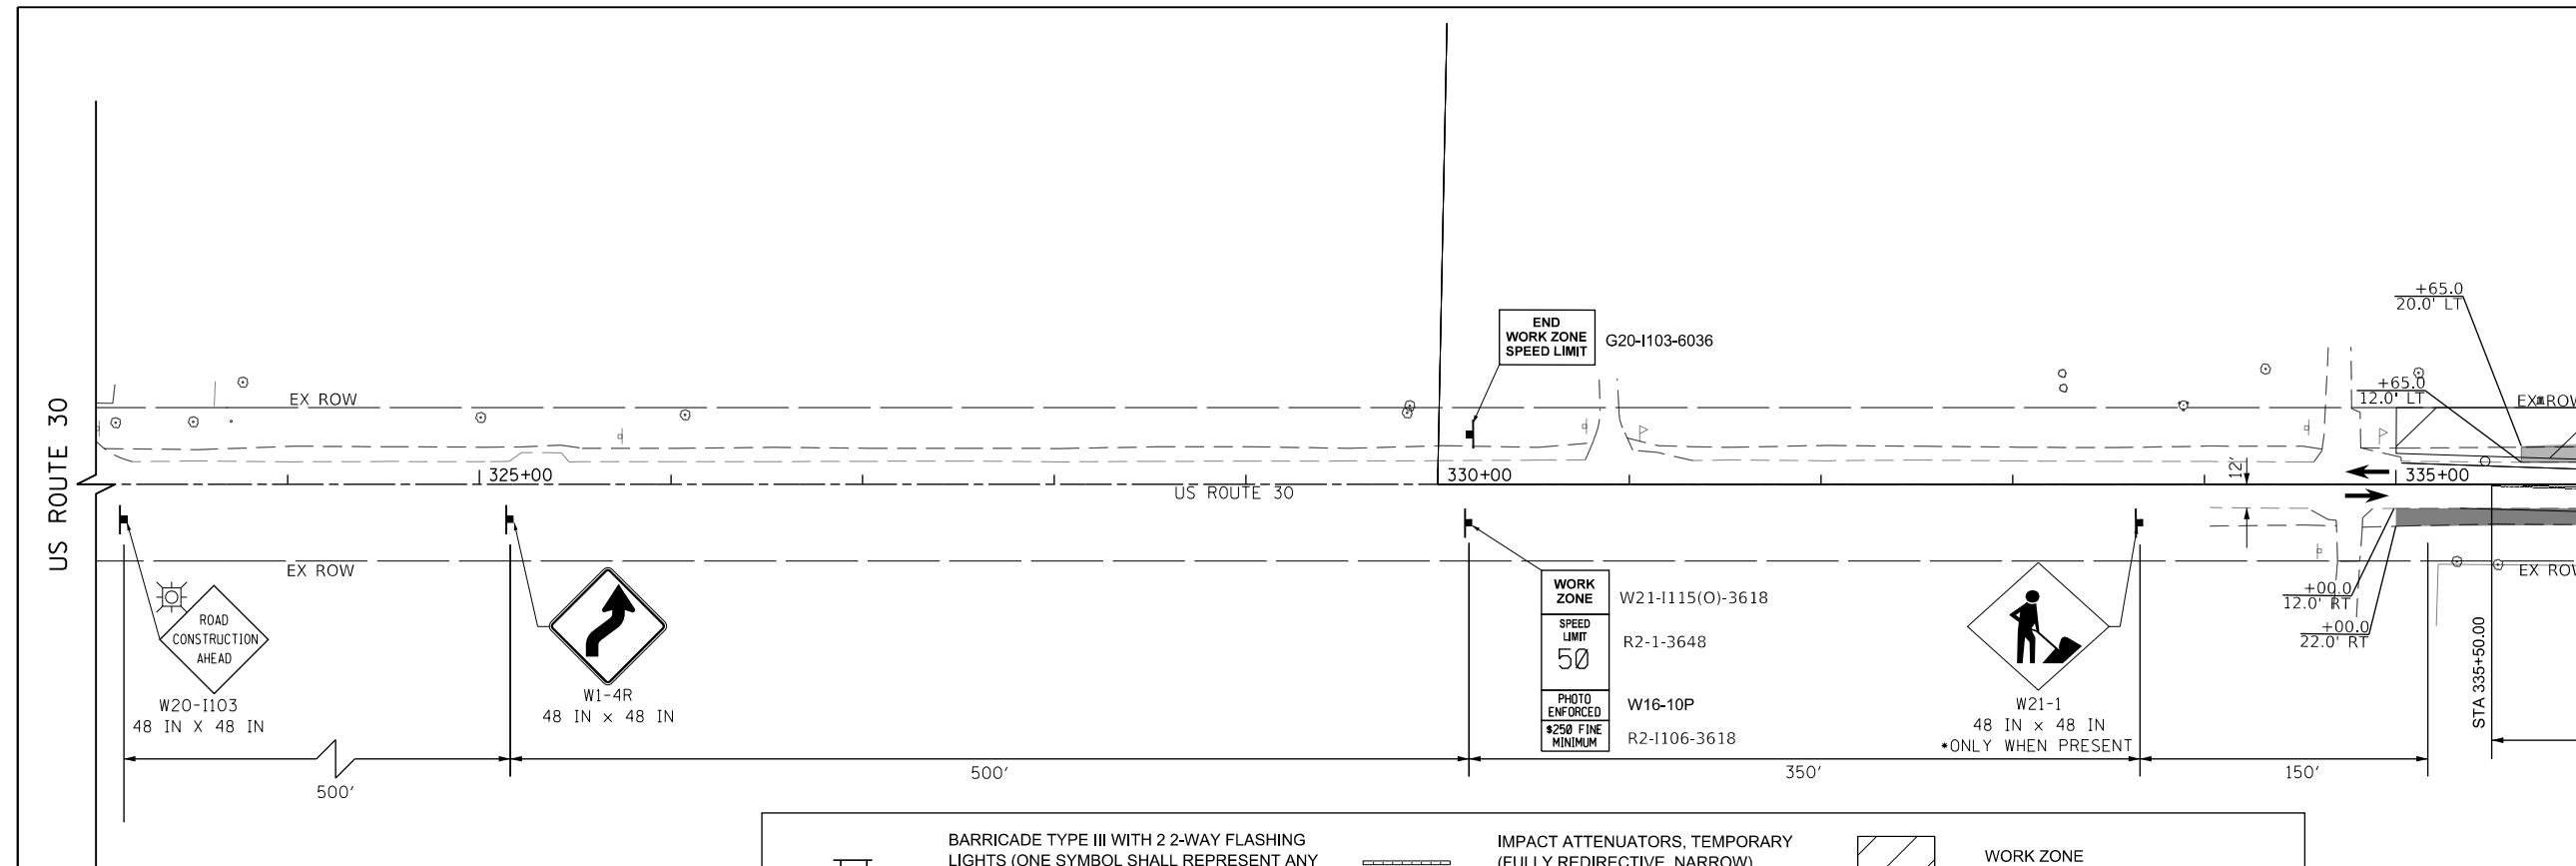 US ROUTE 30
EX ROW
325+00
US ROUTE 30
330+00
END
WORK ZONE
SPEED LIMIT
G20-I103-6036
+65.0
20.0' LT
+65.0
12.0' LT
12'
335+00
EX ROW
ROAD
CONSTRUCTION
AHEAD
W20-I103
48 IN X 48 IN
W1-4R
48 IN x 48 IN
WORK
ZONE
W21-I115(O)-3618
SPEED
LIMIT
50
R2-1-3648
PHOTO
ENFORCED
W16-10P
$250 FINE
MINIMUM
R2-I106-3618
W21-1
48 IN x 48 IN
*ONLY WHEN PRESENT
+00.0
12.0' RT
+00.0
22.0' RT
STA 335+50.00
EX ROW
500'
500'
350'
150'
BARRICADE TYPE III WITH 2 2-WAY FLASHING
LIGHTS (ONE SYMBOL SHALL REPRESENT ANY
IMPACT ATTENUATORS, TEMPORARY
(FULLY REDIRECTIVE, NARROW)
WORK ZONE